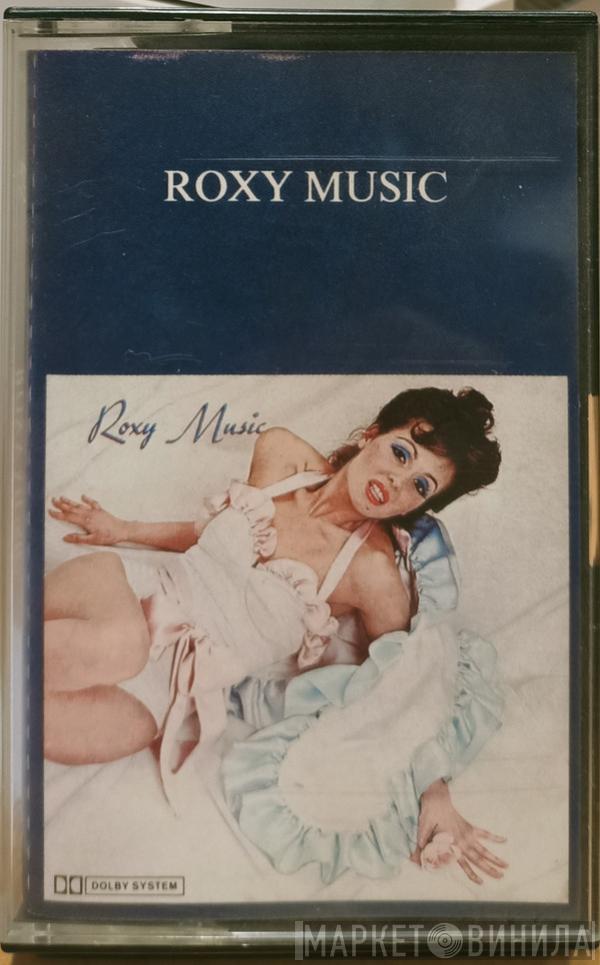 ROXY MUSIC
Roxy Music
DOLBY SYSTEM
МАРКЕТ ВИНИЛА